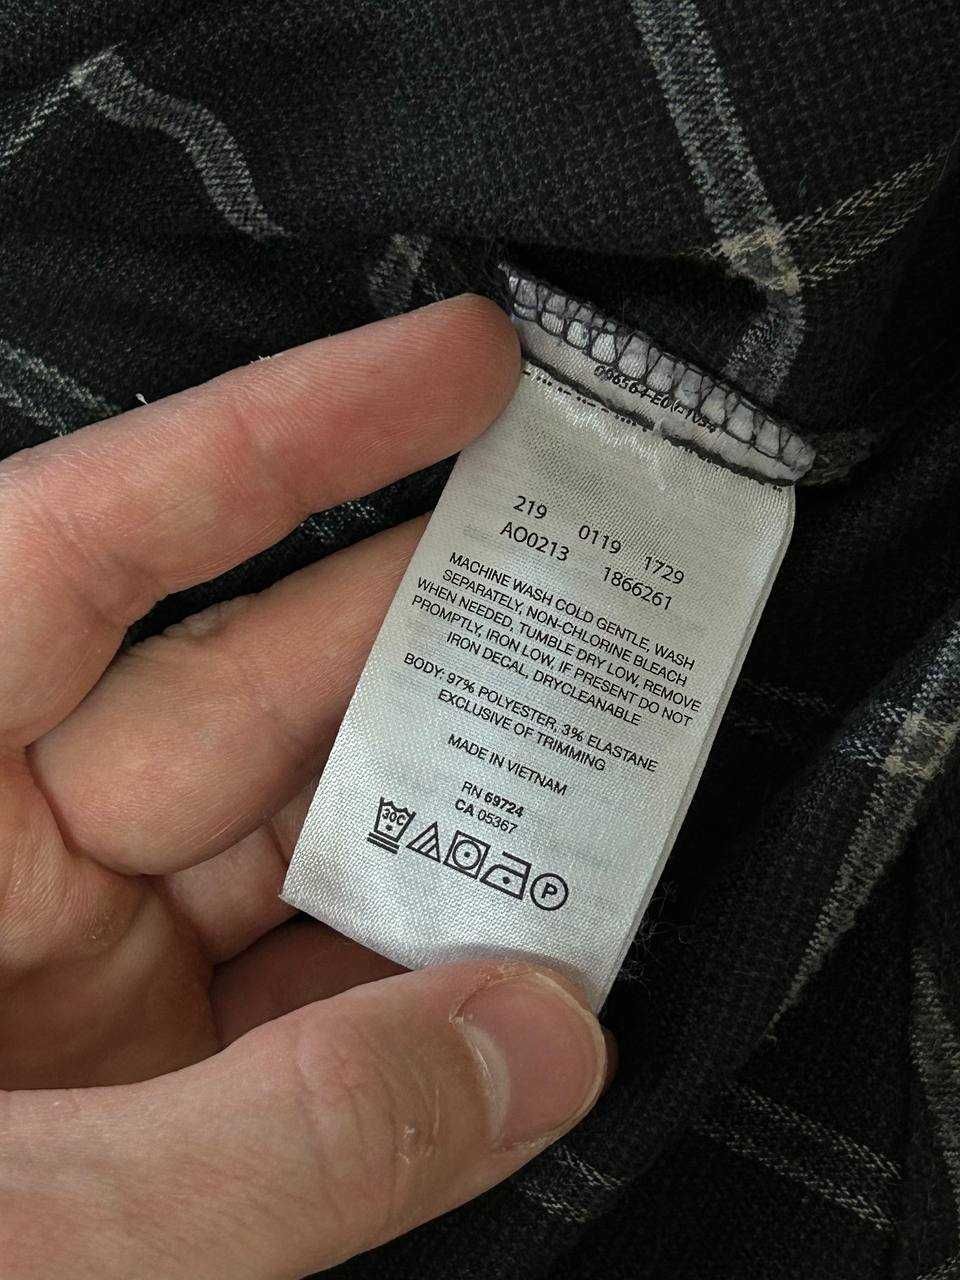 219 0119 1729
AO0213 1866261
MACHINE WASH COLD GENTLE, WASH
SEPARATELY, NON-CHLORINE BLEACH
WHEN NEEDED, TUMBLE DRY LOW, REMOVE
PROMPTLY, IRON LOW, IF PRESENT DO NOT
IRON DECAL, DRYCLEANABLE
BODY: 97% POLYESTER, 3% ELASTANE
EXCLUSIVE OF TRIMMING
MADE IN VIETNAM
RN 69724
CA 05367
30C
P